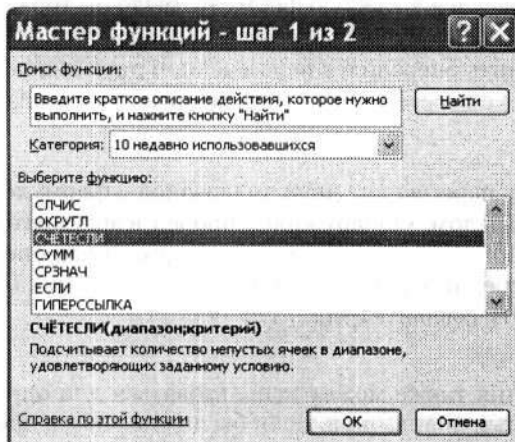 Мастер функций - шаг 1 из 2
Поиск функции:
Введите краткое описание действия, которое нужно
выполнить, и нажмите кнопку "Найти"
Найти
Категория: 10 недавно использовавшихся
Выберите функцию:
СЛЧИС
ОКРУГЛ
СЧЁТЕСЛИ
СУММ
СРЗНАЧ
ЕСЛИ
ГИПЕРССЫЛКА
СЧЁТЕСЛИ(диапазон;критерий)
Подсчитывает количество непустых ячеек в диапазоне,
удовлетворяющих заданному условию.
Справка по этой функции
ОК
Отмена